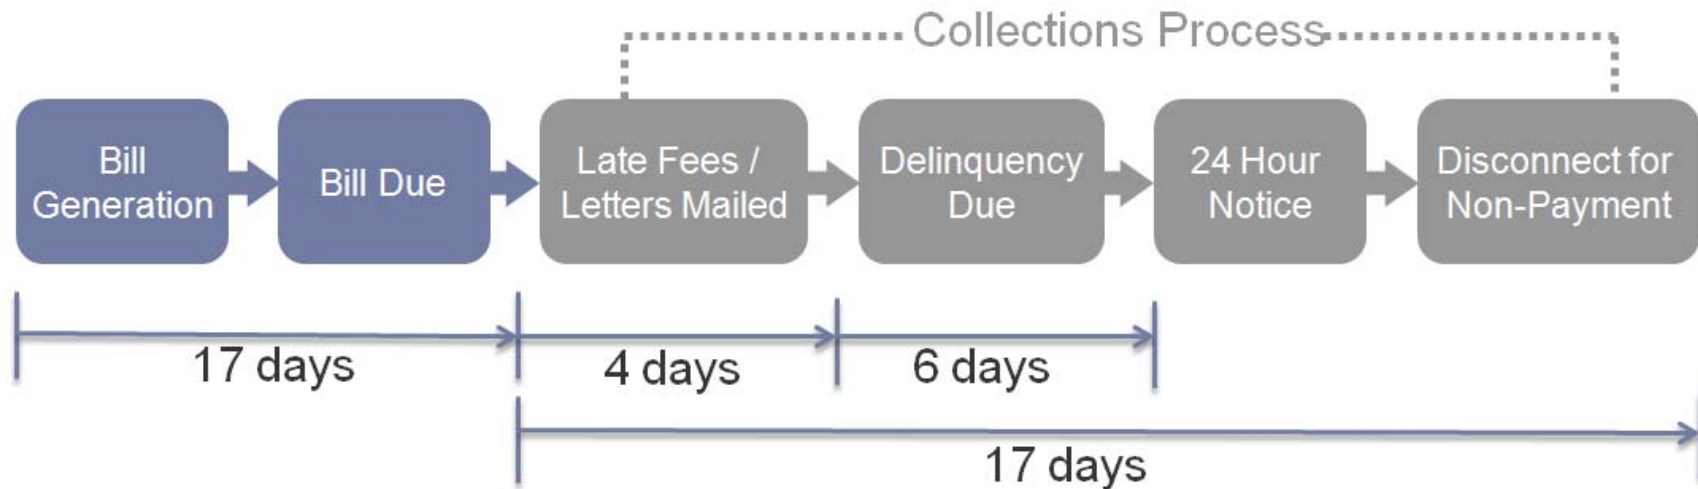 Collections Process
Bill
Generation
Bill Due
Late Fees /
Letters Mailed
Delinquency
Due
24 Hour
Notice
Disconnect for
Non-Payment
17 days
4 days
6 days
17 days